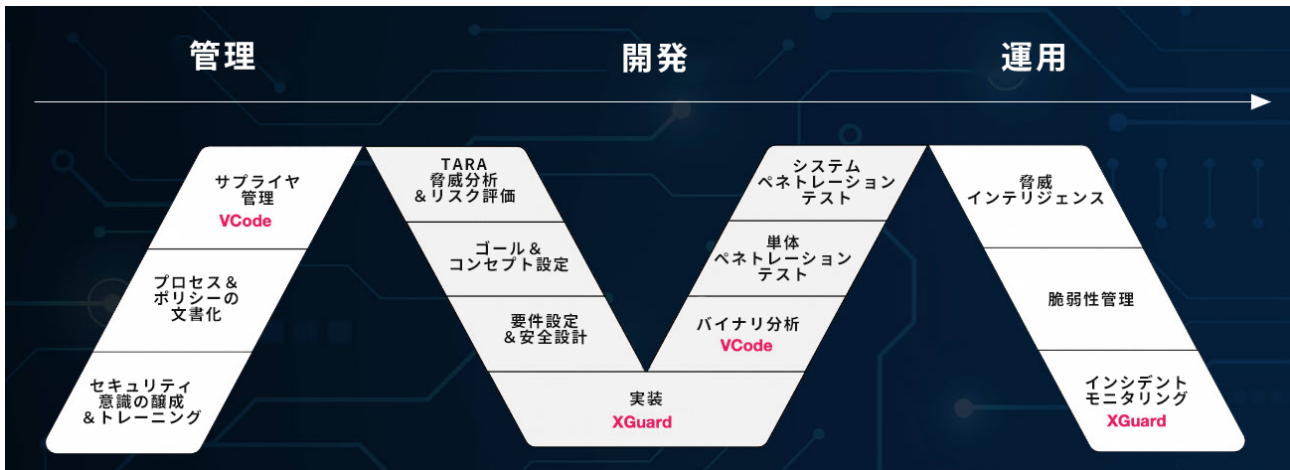 管理
開発
運用
サプライヤ
管理
VCode
プロセス＆
ポリシーの
文書化
セキュリティ
意識の醸成
＆トレーニング
TARA
脅威分析
＆リスク評価
ゴール＆
コンセプト設定
要件設定
＆安全設計
実装
XGuard
システム
ペネトレーション
テスト
単体
ペネトレーション
テスト
バイナリ分析
VCode
脅威
インテリジェンス
脆弱性管理
インシデント
モニタリング
XGuard